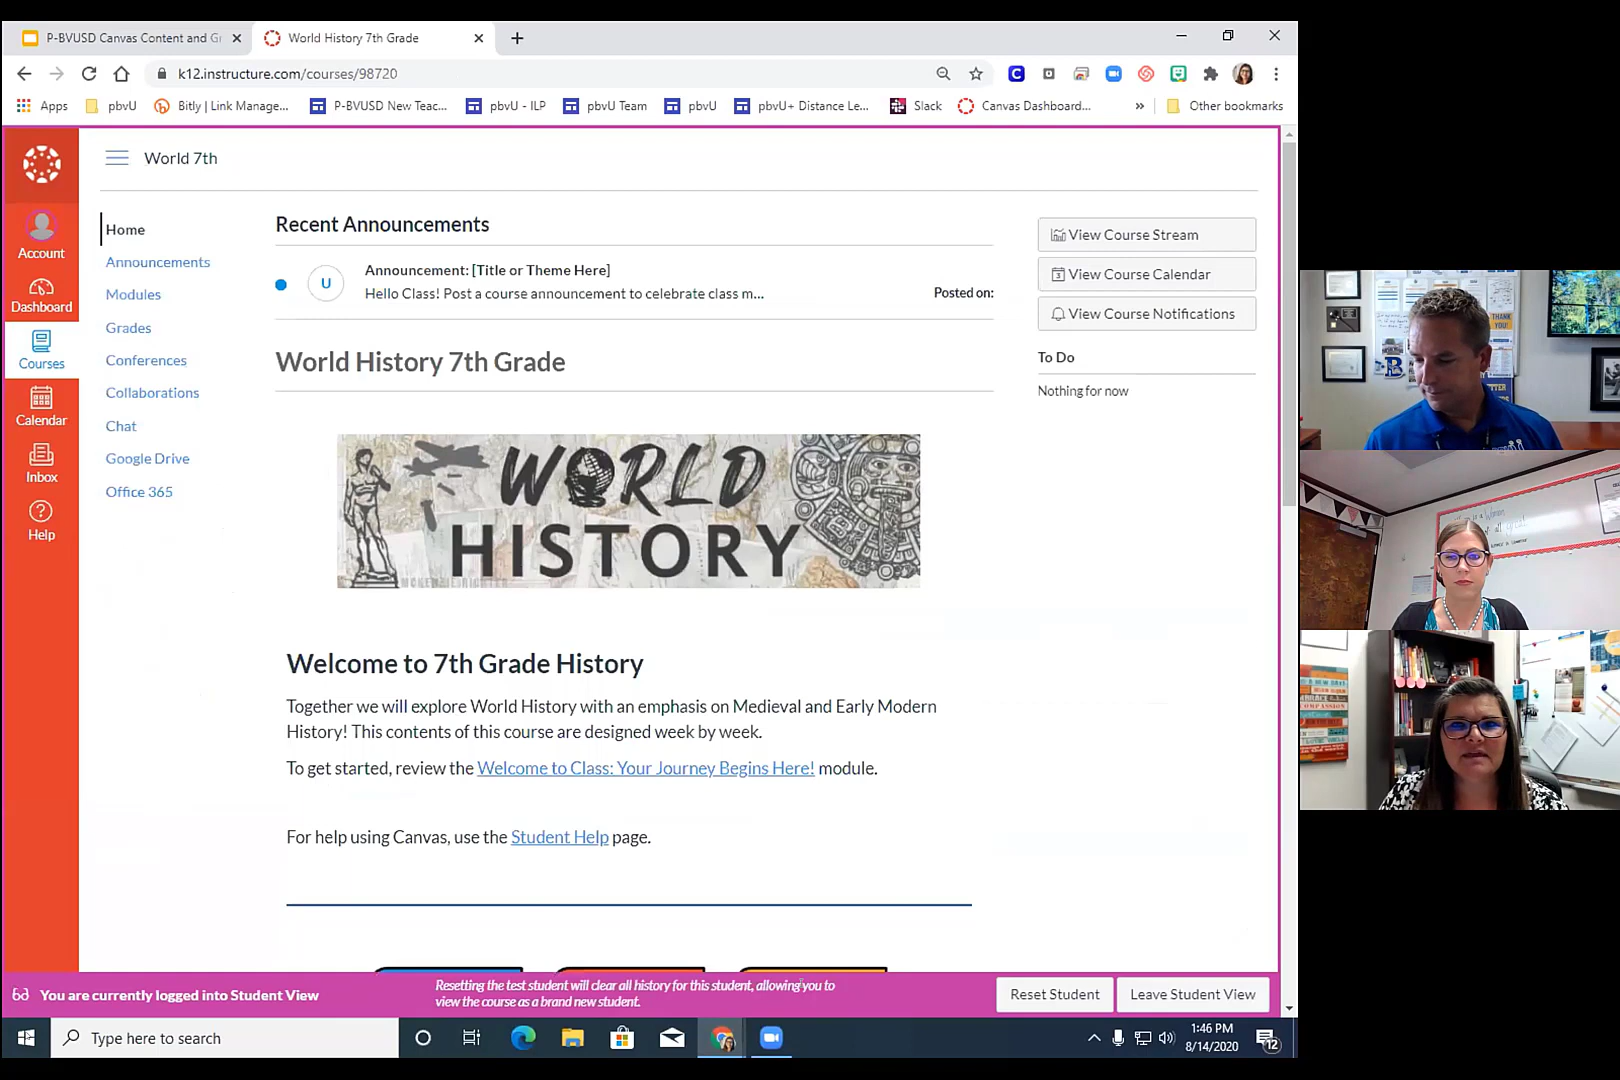 P-BVUSD Canvas Content and Gr
World History 7th Grade
k12.instructure.com/courses/98720
Apps
pbvU
Bitly | Link Manage...
P-BVUSD New Teac...
pbvU - ILP
pbvU Team
pbvU
pbvU+ Distance Le...
Slack
Canvas Dashboard...
»
Other bookmarks
World 7th
Account
Dashboard
Courses
Calendar
Inbox
Help
Home
Announcements
Modules
Grades
Conferences
Collaborations
Chat
Google Drive
Office 365
Recent Announcements
U
Announcement: [Title or Theme Here]
Hello Class! Post a course announcement to celebrate class m...
Posted on:
World History 7th Grade
WORLD
HISTORY
Welcome to 7th Grade History
Together we will explore World History with an emphasis on Medieval and Early Modern
History! This contents of this course are designed week by week.
To get started, review the Welcome to Class: Your Journey Begins Here! module.
For help using Canvas, use the Student Help page.
View Course Stream
View Course Calendar
View Course Notifications
To Do
Nothing for now
THANK
YOU!
B
COMPASSION
You are currently logged into Student View
Resetting the test student will clear all history for this student, allowing you to
view the course as a brand new student.
Reset Student
Leave Student View
Type here to search
1:46 PM
8/14/2020
12